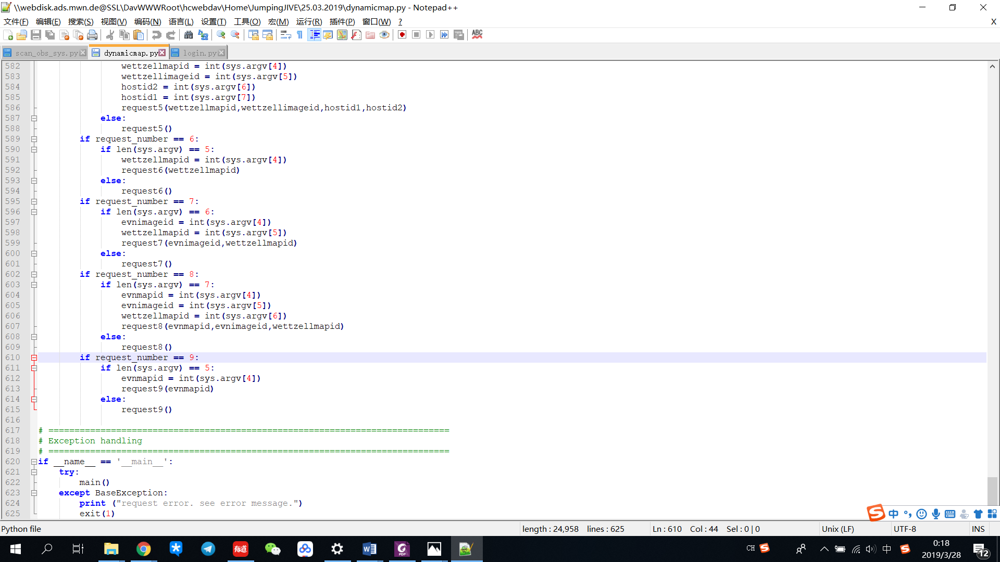 \\webdisk.ads.mwn.de@SSL\DavWWWRoot\hcwebdav\Home\JumpingJIVE\25.03.2019\dynamicmap.py - Notepad++
文件(F) 编辑(E) 搜索(S) 视图(V) 编码(N) 语言(L) 设置(T) 工具(O) 宏(M) 运行(R) 插件(P) 窗口(W) ? X
ABC
scan_obs_sys.py dynamicmap.py login.py
582 wettzellmapid = int(sys.argv[4])
583 wettzellimageid = int(sys.argv[5])
584 hostid2 = int(sys.argv[6])
585 hostid1 = int(sys.argv[7])
586 request5(wettzellmapid,wettzellimageid,hostid1,hostid2)
587 else:
588 request5()
589 if request_number == 6:
590 if len(sys.argv) == 5:
591 wettzellmapid = int(sys.argv[4])
592 request6(wettzellmapid)
593 else:
594 request6()
595 if request_number == 7:
596 if len(sys.argv) == 6:
597 evnimageid = int(sys.argv[4])
598 wettzellmapid = int(sys.argv[5])
599 request7(evnimageid,wettzellmapid)
600 else:
601 request7()
602 if request_number == 8:
603 if len(sys.argv) == 7:
604 evnmapid = int(sys.argv[4])
605 evnimageid = int(sys.argv[5])
606 wettzellmapid = int(sys.argv[6])
607 request8(evnmapid,evnimageid,wettzellmapid)
608 else:
609 request8()
610 if request_number == 9:
611 if len(sys.argv) == 5:
612 evnmapid = int(sys.argv[4])
613 request9(evnmapid)
614 else:
615 request9()
616
617 # =============================================================================
618 # Exception handling
619 # =============================================================================
620 if __name__ == '__main__':
621 try:
622 main()
623 except BaseException:
624 print ("request error. see error message.")
625 exit(1)
S 中
Python file length : 24,958 lines : 625 Ln : 610 Col : 44 Sel : 0 | 0 Unix (LF) UTF-8 INS
有道 W PDF CH S 中 S 0:18
2019/3/28 12